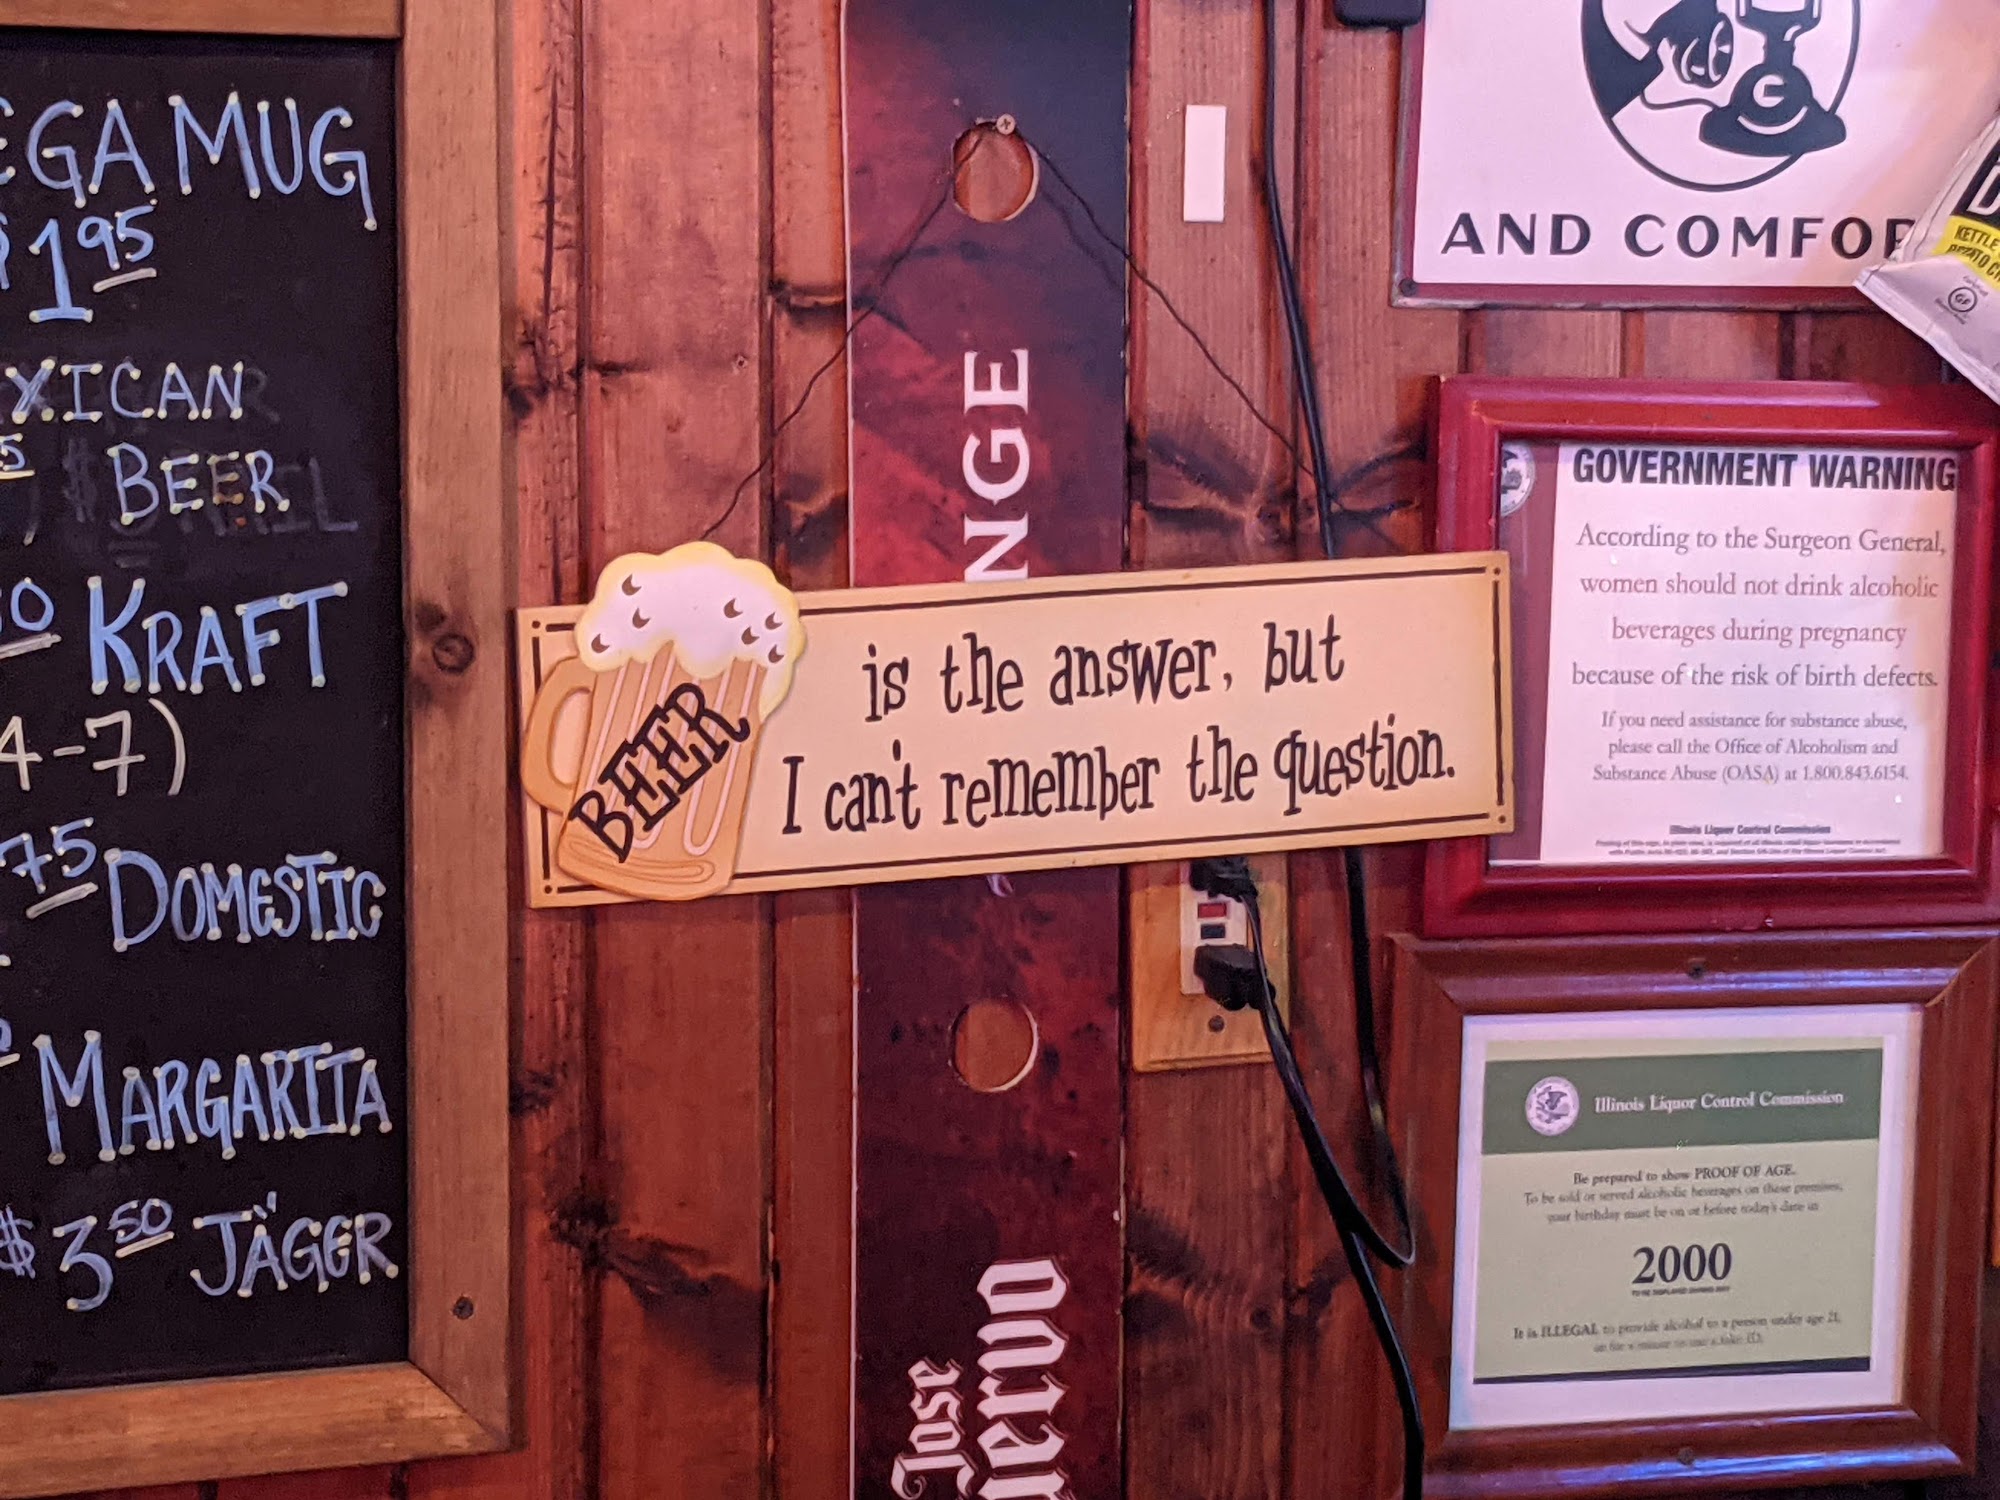 EGA MUG
$1 95
XICAN
5 BEER
KRAFT
4-7)
75 DOMESTIC
MARGARITA
$3 50 JÄGER
NGE
Jose
ervo
BEER
is the answer, but
I can't remember the question.
G
AND COMFOR
KETTLE
POTATO CH
GF
GOVERNMENT WARNING
According to the Surgeon General,
women should not drink alcoholic
beverages during pregnancy
because of the risk of birth defects.
If you need assistance for substance abuse,
please call the Office of Alcoholism and
Substance Abuse (OASA) at 1.800.843.6154.
Illinois Liquor Control Commission
Illinois Liquor Control Commission
Be prepared to show PROOF OF AGE.
To be sold or served alcoholic beverages on these premises,
your birthday must be on or before today's date in
2000
It is ILLEGAL to provide alcohol to a person under age 21,